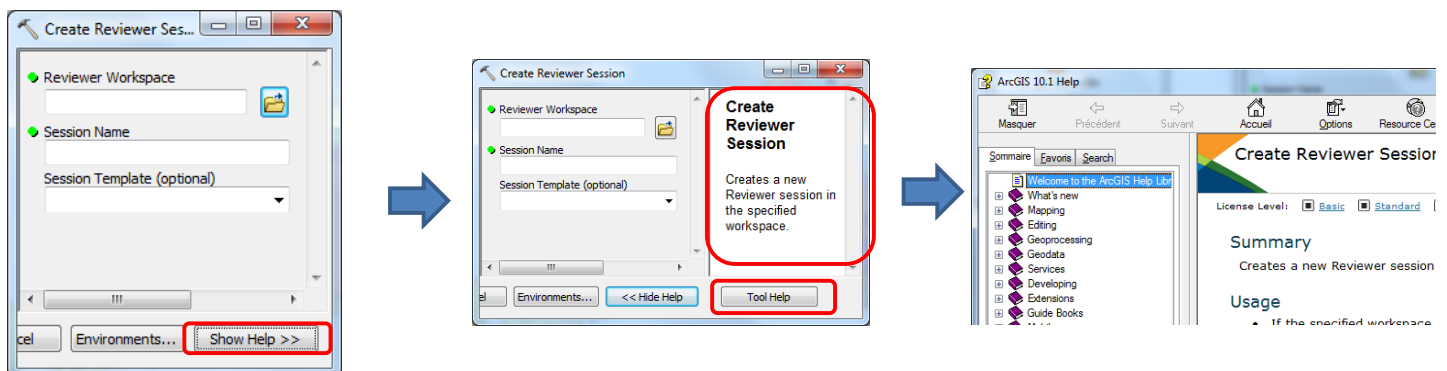 Create Reviewer Ses...
Reviewer Workspace
Session Name
Session Template (optional)
cel
Environments...
Show Help >>
Create Reviewer Session
Reviewer Workspace
Session Name
Session Template (optional)
el
Environments...
<< Hide Help
Create
Reviewer
Session
Creates a new
Reviewer session in
the specified
workspace.
Tool Help
ArcGIS 10.1 Help
Masquer
Précédent
Suivant
Accueil
Options
Resource Ce
Sommaire Favoris Search
Welcome to the ArcGIS Help Libr
What's new
Mapping
Editing
Geoprocessing
Geodata
Services
Developing
Extensions
Guide Books
Create Reviewer Session
License Level: Basic Standard
Summary
Creates a new Reviewer session
Usage
• If the specified workspace